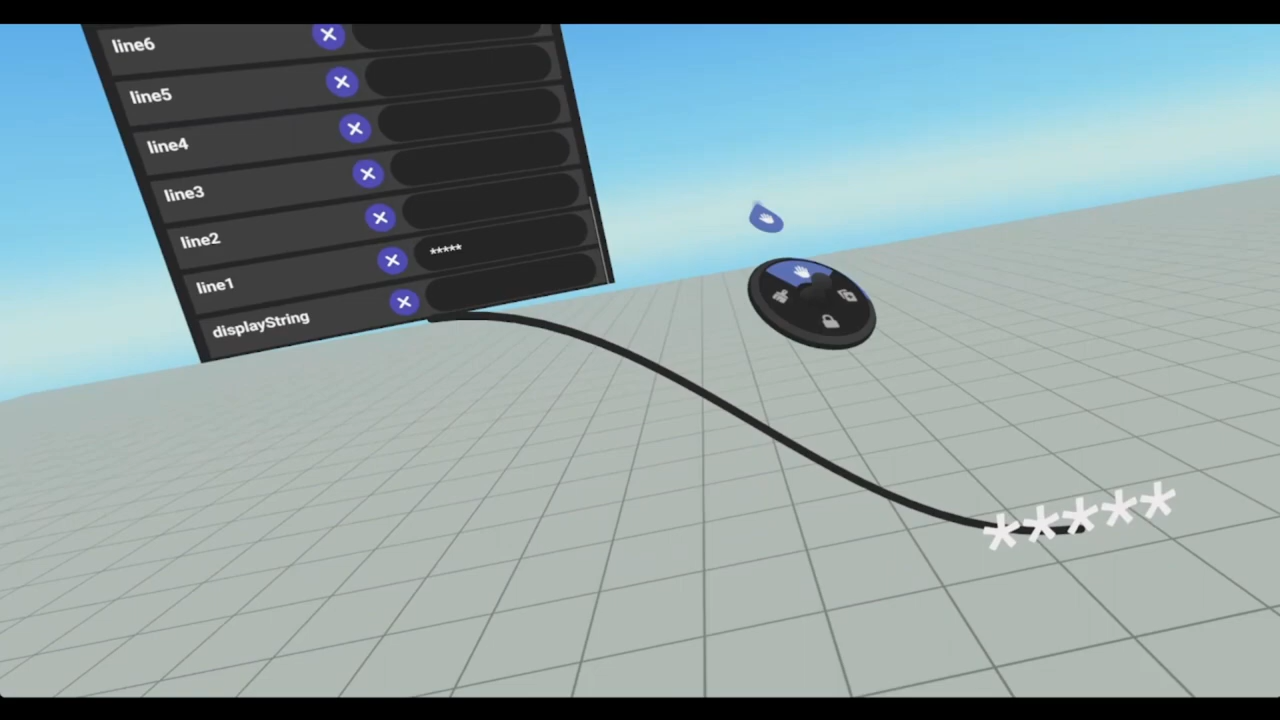 line6
line5
line4
line3
line2
line1 *****
displayString
*****